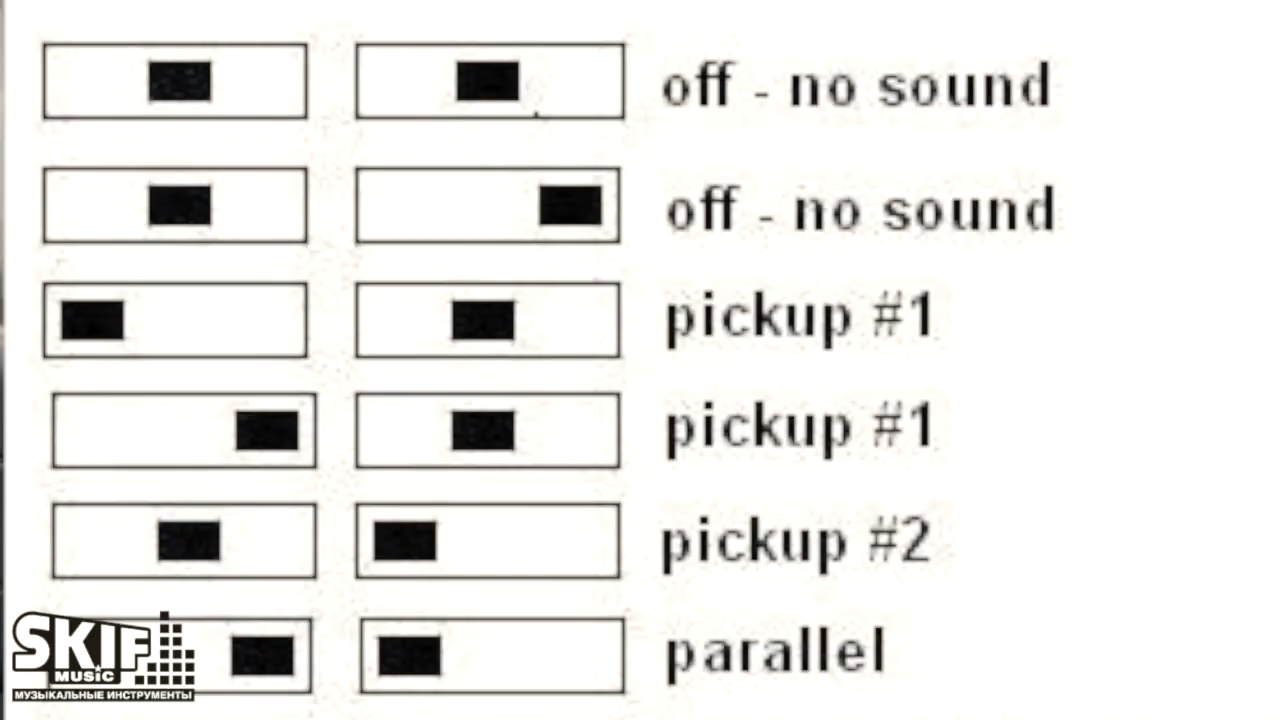 off - no sound
off - no sound
pickup #1
pickup #1
pickup #2
parallel
SKIF
MUSIC
МУЗЫКАЛЬНЫЕ ИНСТРУМЕНТЫ